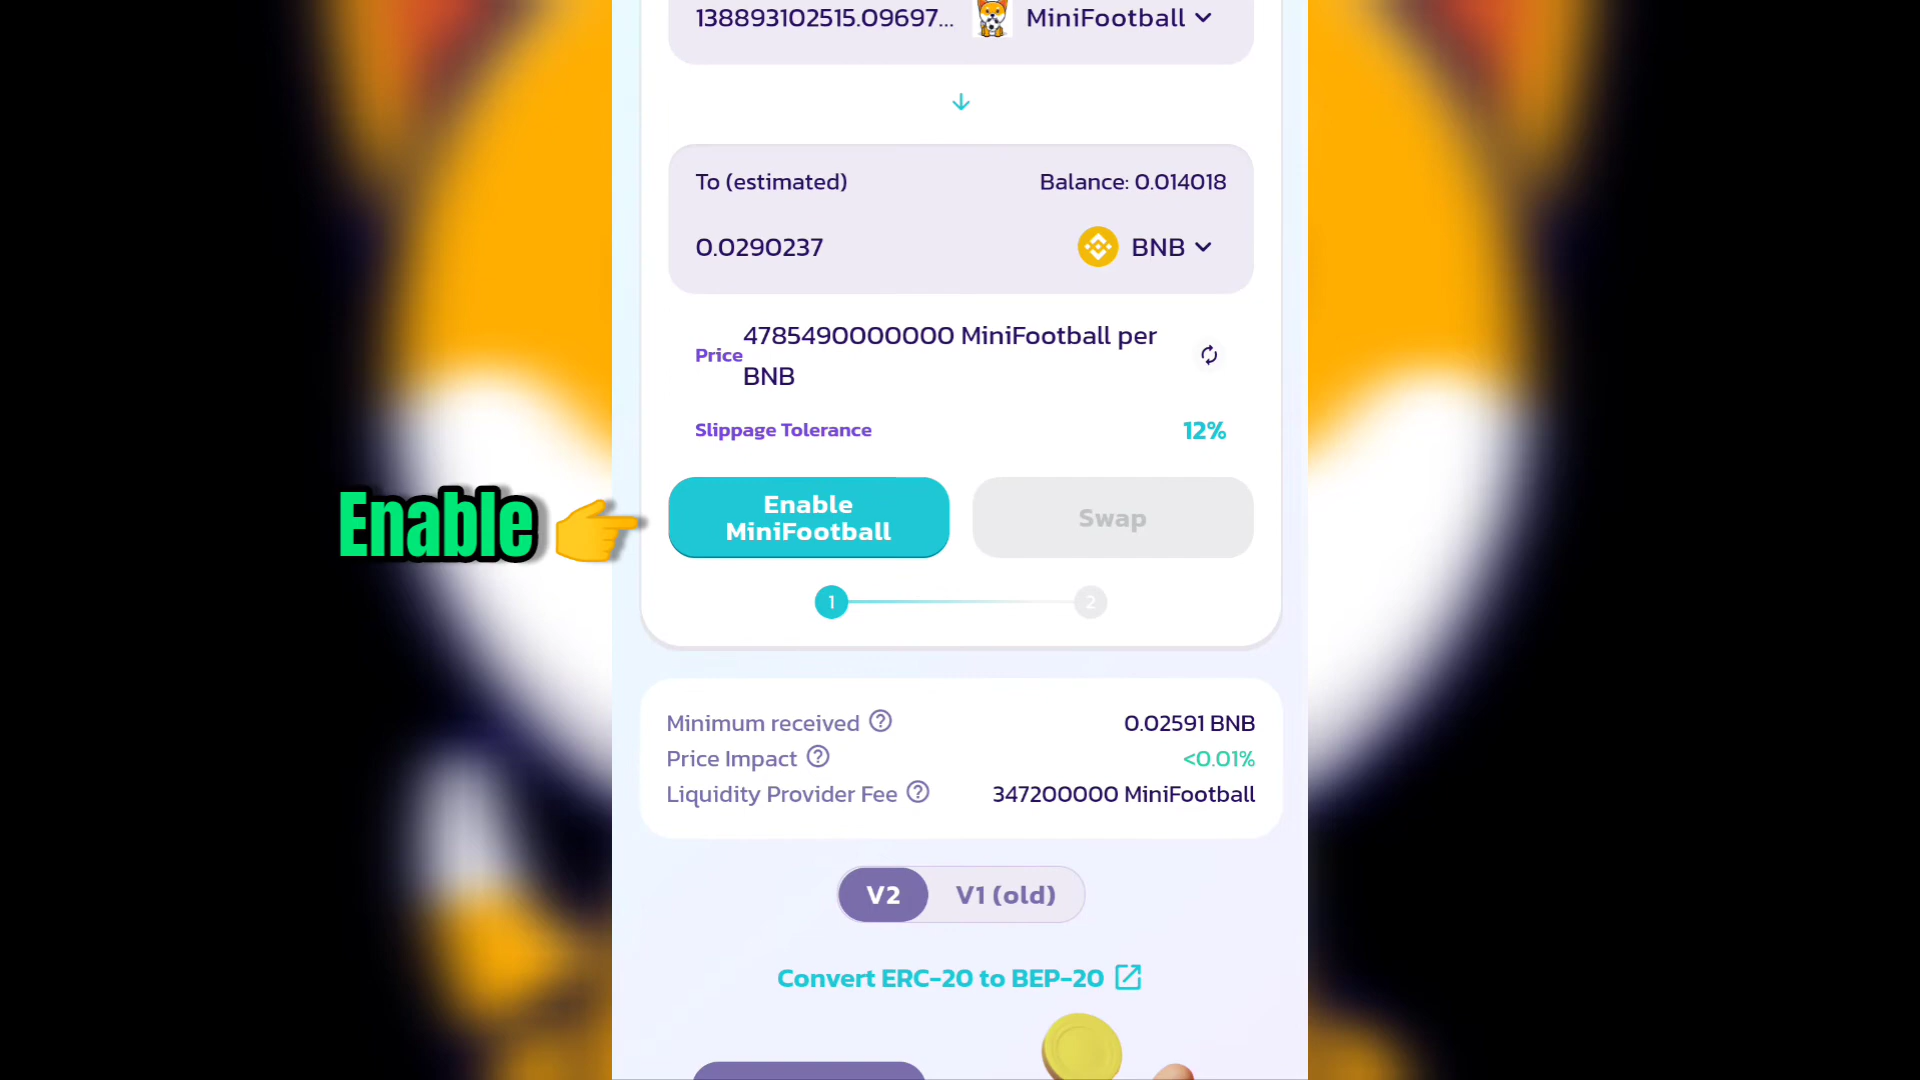 138893102515.09697... MiniFootball
To (estimated) Balance: 0.014018
0.0290237 BNB
Price 4785490000000 MiniFootball per
BNB
Slippage Tolerance 12%
Enable
Enable
MiniFootball
Swap
1 2
Minimum received ? 0.02591 BNB
Price Impact ? <0.01%
Liquidity Provider Fee ? 347200000 MiniFootball
V2 V1 (old)
Convert ERC-20 to BEP-20